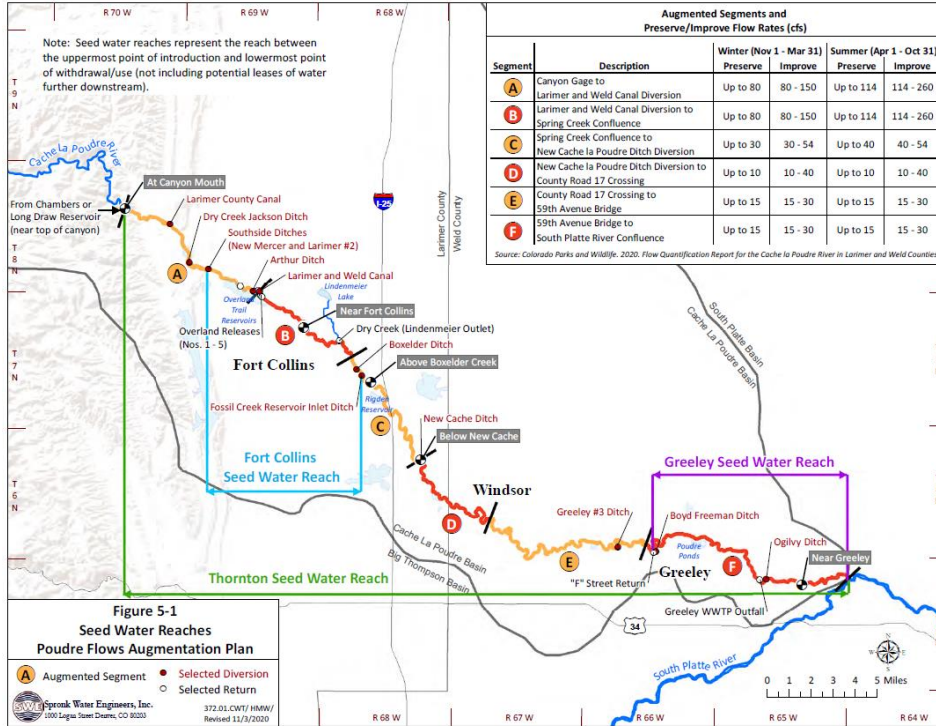 R 70 W
R 69 W
R 68 W
Note: Seed water reaches represent the reach between
the uppermost point of introduction and lowermost point
of withdrawal/use (not including potential leases of water
further downstream).
T
9
N
T
8
N
T
7
N
T
6
N
Augmented Segments and
Preserve/Improve Flow Rates (cfs)
Winter (Nov 1 - Mar 31) Summer (Apr 1 - Oct 31)
Segment Description Preserve Improve Preserve Improve
A Canyon Gage to
Larimer and Weld Canal Diversion Up to 80 80 - 150 Up to 114 114 - 260
B Larimer and Weld Canal Diversion to
Spring Creek Confluence Up to 80 80 - 150 Up to 114 114 - 260
C Spring Creek Confluence to
New Cache la Poudre Ditch Diversion Up to 30 30 - 54 Up to 40 40 - 54
D New Cache la Poudre Ditch Diversion to
County Road 17 Crossing Up to 10 10 - 40 Up to 10 10 - 40
E County Road 17 Crossing to
59th Avenue Bridge Up to 15 15 - 30 Up to 15 15 - 30
F 59th Avenue Bridge to
South Platte River Confluence Up to 15 15 - 30 Up to 15 15 - 30
Source: Colorado Parks and Wildlife. 2020. Flow Quantification Report for the Cache la Poudre River in Larimer and Weld Counties
Cache La Poudre River
At Canyon Mouth
From Chambers or
Long Draw Reservoir
(near top of canyon)
Larimer County Canal
Dry Creek Jackson Ditch
Southside Ditches
(New Mercer and Larimer #2)
Arthur Ditch
Larimer and Weld Canal
I-25
Larimer County
Weld County
A
Overland
Trail
Reservoirs
Lindenmeier
Lake
Overland Releases
(Nos. 1 - 5)
B
Near Fort Collins
Dry Creek (Lindenmeier Outlet)
Fort Collins
Boxelder Ditch
Above Boxelder Creek
Fossil Creek Reservoir Inlet Ditch
Rigden
Reservoir
C
South Platte Basin
Cache La Poudre Basin
New Cache Ditch
Below New Cache
Fort Collins
Seed Water Reach
Greeley Seed Water Reach
Windsor
D
Greeley #3 Ditch
Boyd Freeman Ditch
Cache La Poudre Basin
Big Thompson Basin
E
Poudre
Ponds
F
Ogilvy Ditch
Near Greeley
"F" Street Return
Greeley
Thornton Seed Water Reach
Greeley WWTP Outfall
34
South Platte River
Figure 5-1
Seed Water Reaches
Poudre Flows Augmentation Plan
A Augmented Segment
Selected Diversion
Selected Return
SWE Spronk Water Engineers, Inc.
1000 Logan Street Denver, CO 80203
372.01.CWT/ HMW/
Revised 11/3/2020
N
0 1 2 3 4 5 Miles
R 68 W
R 67 W
R 66 W
R 65 W
R 64 W